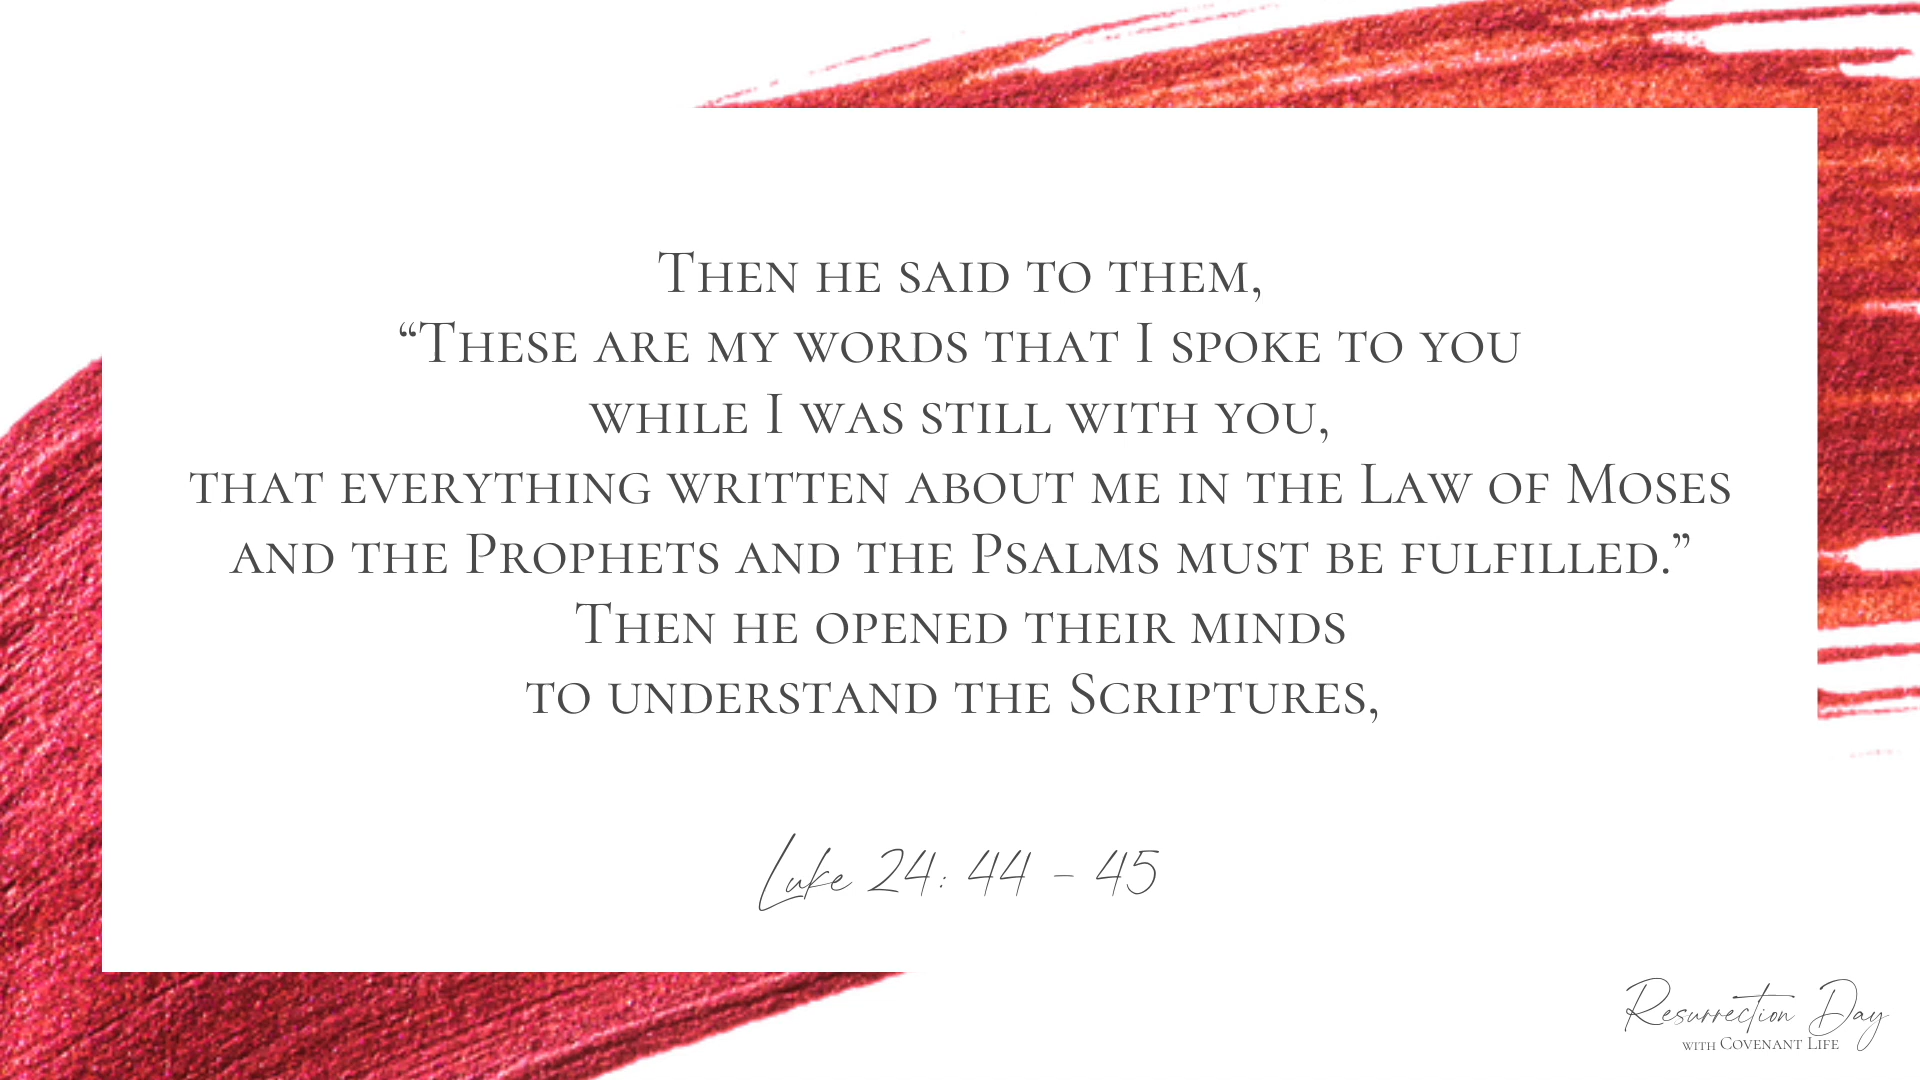 Then he said to them,
“These are my words that I spoke to you
while I was still with you,
that everything written about me in the Law of Moses
and the Prophets and the Psalms must be fulfilled.”
Then he opened their minds
to understand the Scriptures,
Luke 24: 44 - 45
Resurrection Day
with Covenant Life